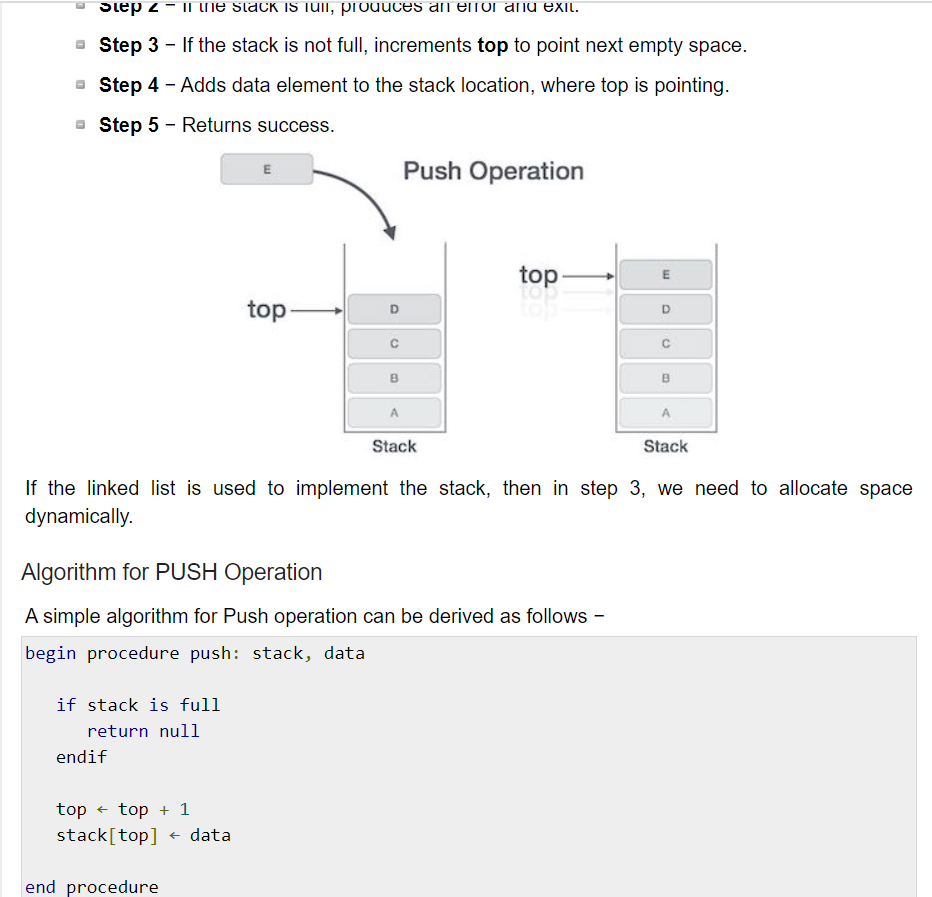 Step 2 − If the stack is full, produces an error and exit.
Step 3 − If the stack is not full, increments top to point next empty space.
Step 4 − Adds data element to the stack location, where top is pointing.
Step 5 − Returns success.
E
Push Operation
top
E
top
D
D
C
C
B
B
A
A
Stack
Stack
If the linked list is used to implement the stack, then in step 3, we need to allocate space
dynamically.
Algorithm for PUSH Operation
A simple algorithm for Push operation can be derived as follows −
begin procedure push: stack, data
if stack is full
return null
endif
top ← top + 1
stack[top] ← data
end procedure